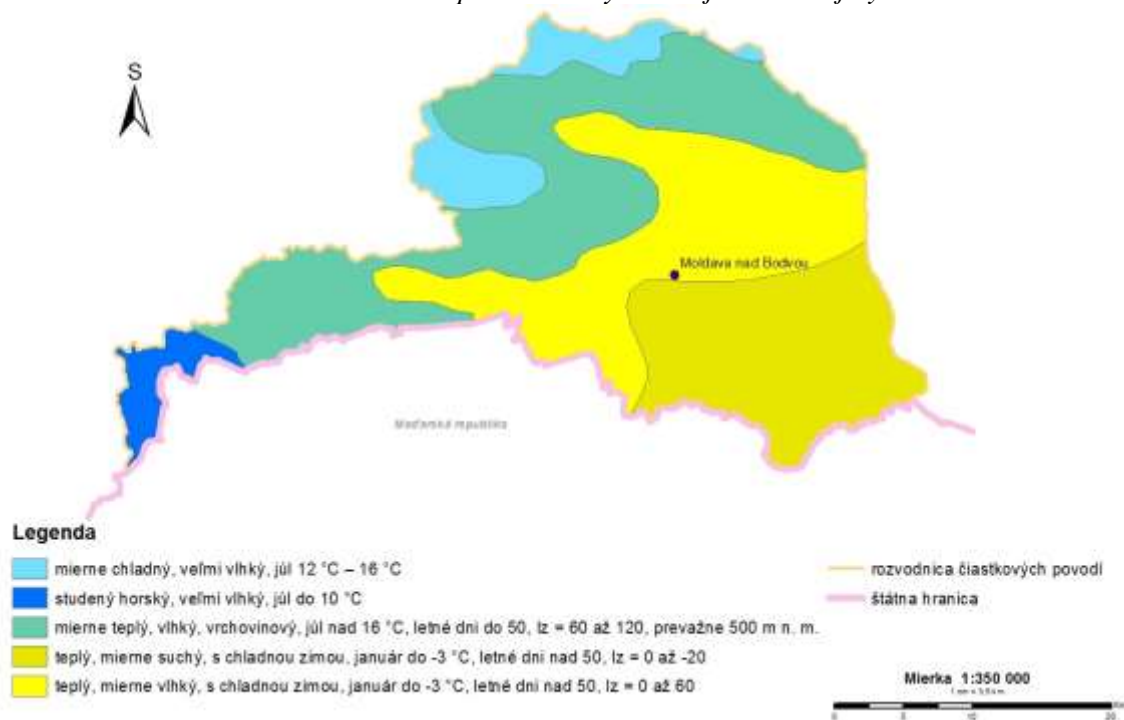 S
Moldava nad Bodvou
Maďarská republika
Legenda
mierne chladný, veľmi vlhký, júl 12 °C – 16 °C
studený horský, veľmi vlhký, júl do 10 °C
mierne teplý, vlhký, vrchovinový, júl nad 16 °C, letné dni do 50, Iz = 60 až 120, prevažne 500 m n. m.
teplý, mierne suchý, s chladnou zimou, január do -3 °C, letné dni nad 50, Iz = 0 až -20
teplý, mierne vlhký, s chladnou zimou, január do -3 °C, letné dni nad 50, Iz = 0 až 60
rozvodnica čiastkových povodí
štátna hranica
Mierka 1:350 000
0 5 10 20